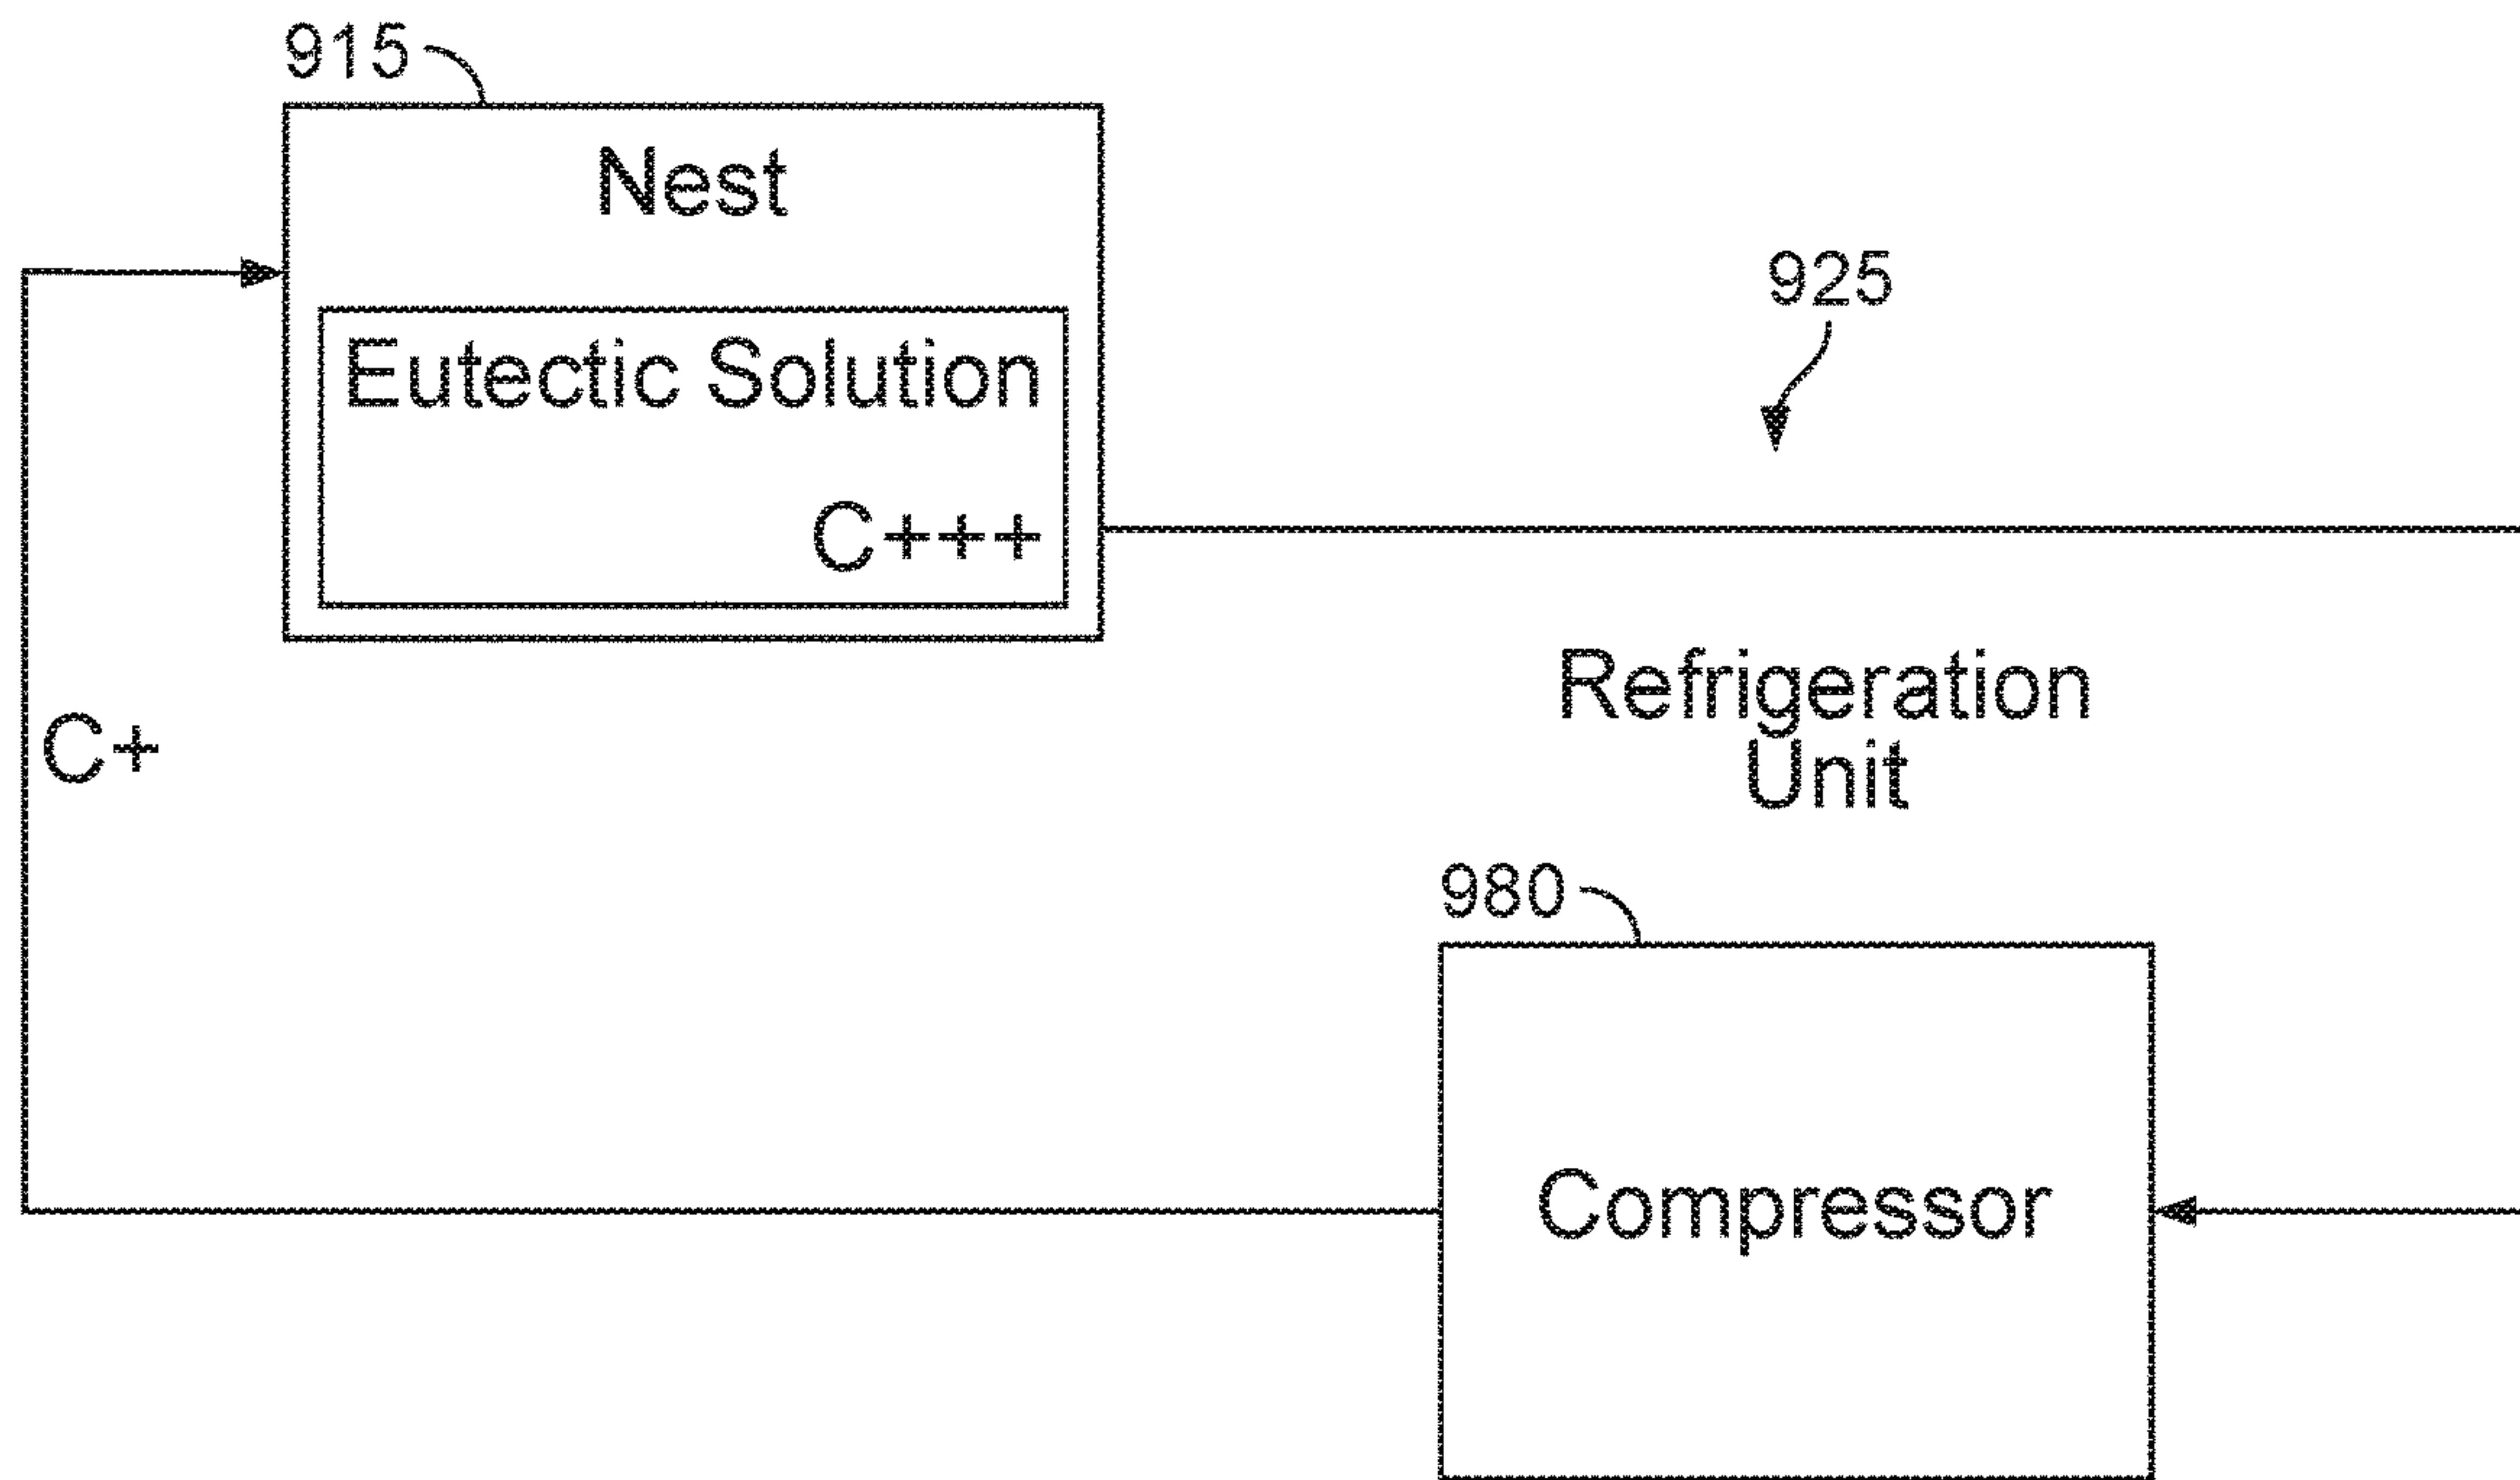 915
Nest
925
Eutectic Solution
C+++
Refrigeration
Unit
C+
980
Compressor